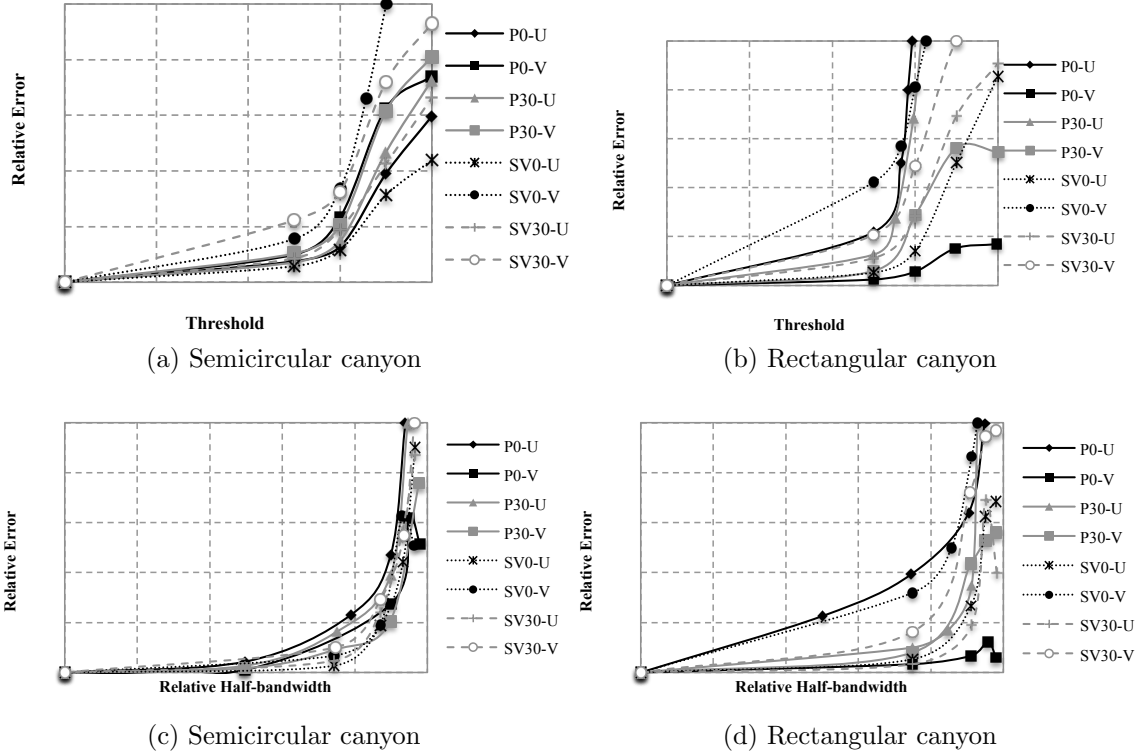 Relative Error
P0-U
P0-V
P30-U
P30-V
SV0-U
SV0-V
SV30-U
SV30-V
Threshold
(a) Semicircular canyon
Relative Error
P0-U
P0-V
P30-U
P30-V
SV0-U
SV0-V
SV30-U
SV30-V
Threshold
(b) Rectangular canyon
Relative Error
P0-U
P0-V
P30-U
P30-V
SV0-U
SV0-V
SV30-U
SV30-V
Relative Half-bandwidth
(c) Semicircular canyon
Relative Error
P0-U
P0-V
P30-U
P30-V
SV0-U
SV0-V
SV30-U
SV30-V
Relative Half-bandwidth
(d) Rectangular canyon